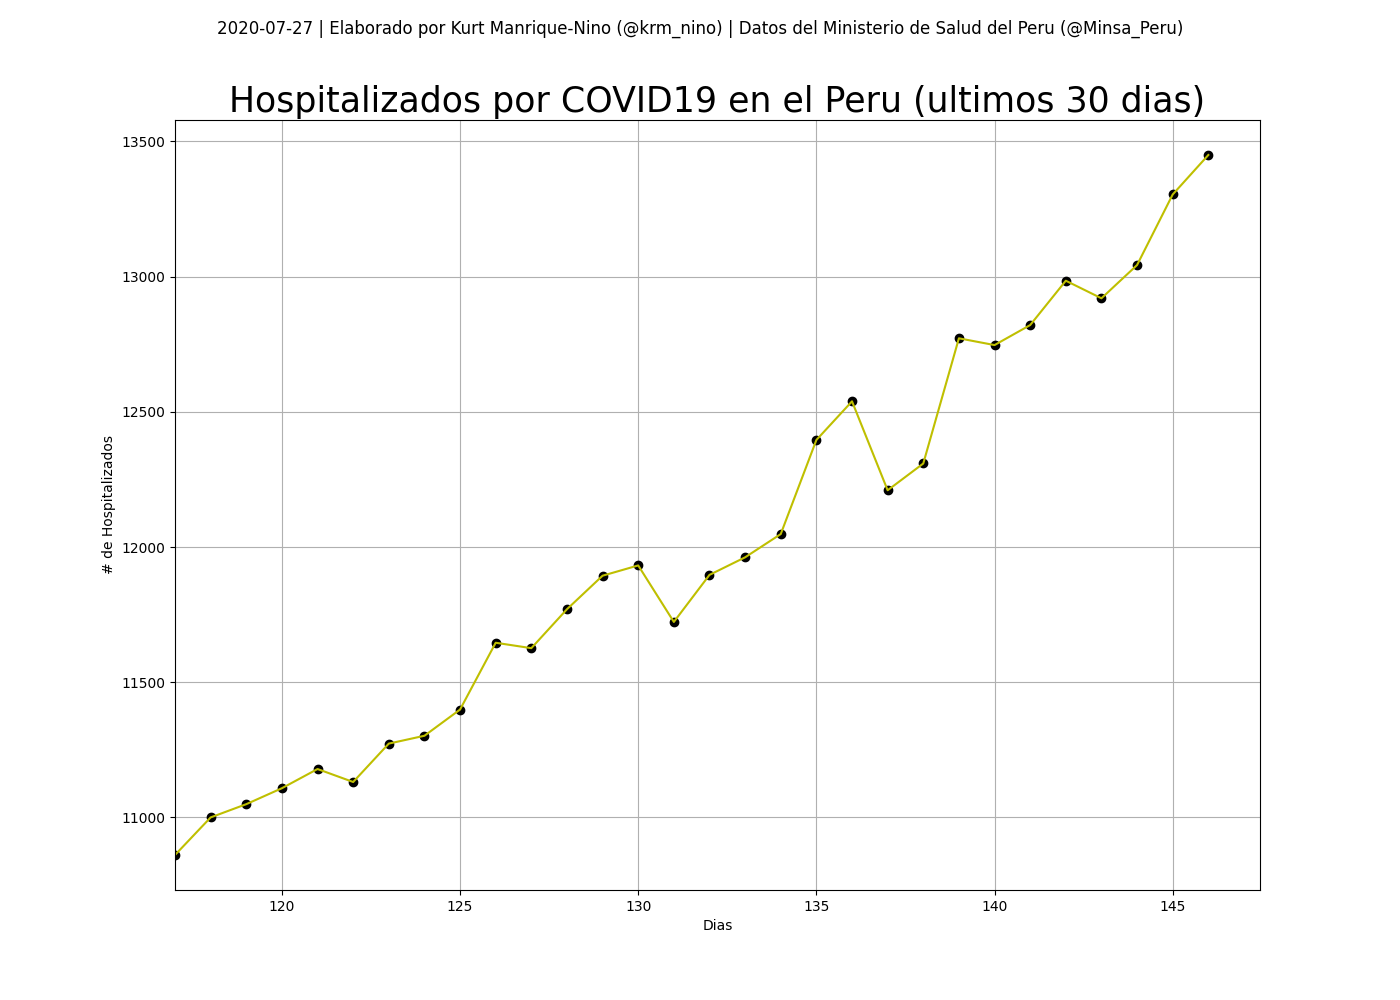 2020-07-27 | Elaborado por Kurt Manrique-Nino (@krm_nino) | Datos del Ministerio de Salud del Peru (@Minsa_Peru)
Hospitalizados por COVID19 en el Peru (ultimos 30 dias)
13500
13000
12500
12000
11500
11000
# de Hospitalizados
120 125 130 135 140 145
Dias